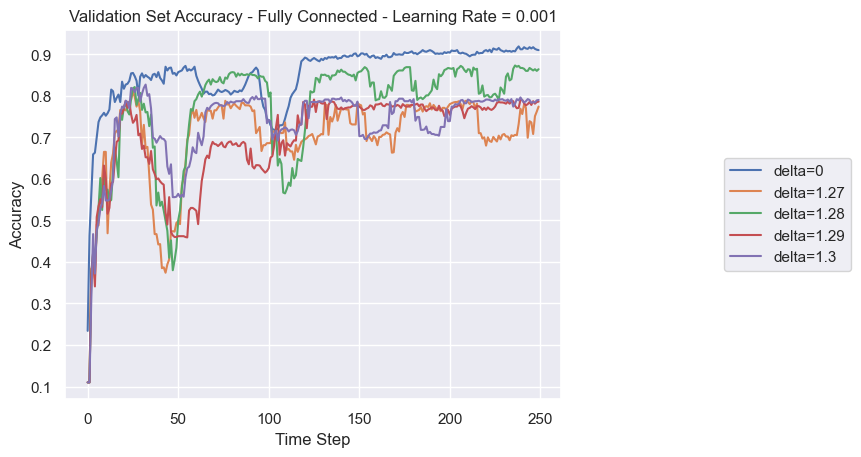 Validation Set Accuracy - Fully Connected - Learning Rate = 0.001
Accuracy
0.9
0.8
0.7
0.6
0.5
0.4
0.3
0.2
0.1
0
50
100
150
200
250
Time Step
delta=0
delta=1.27
delta=1.28
delta=1.29
delta=1.3